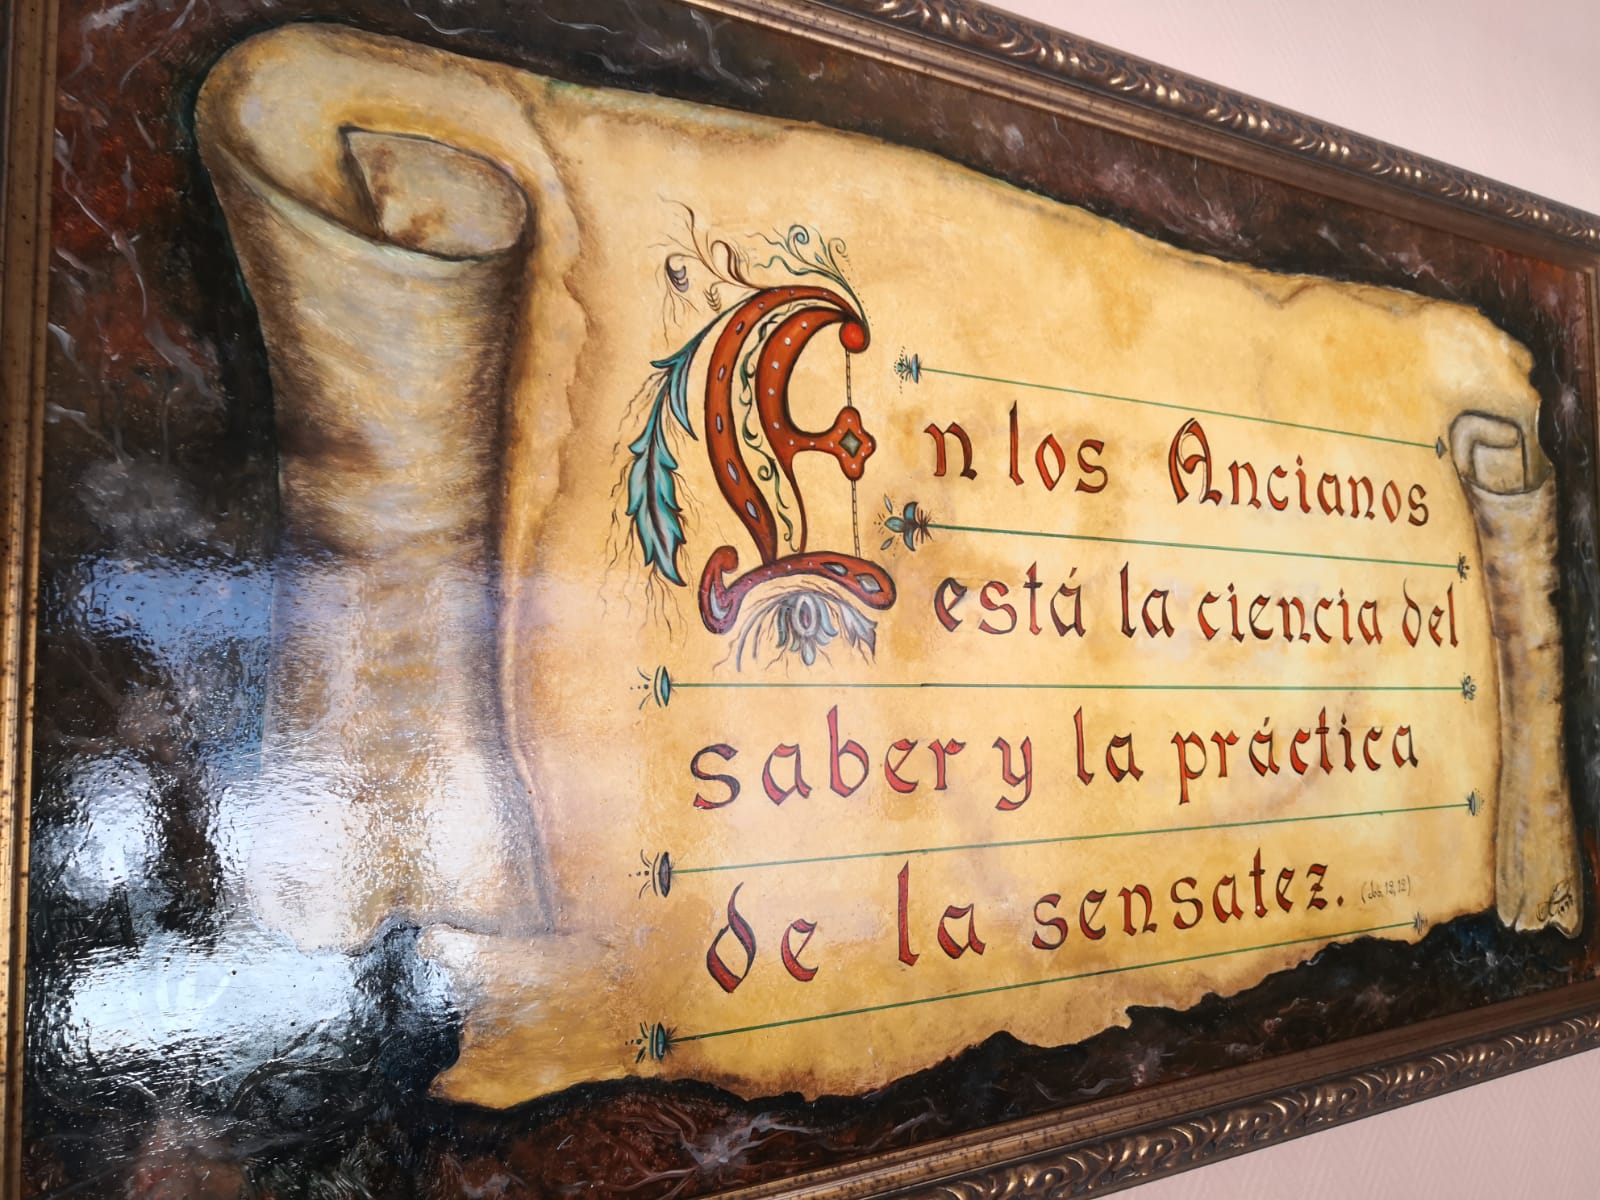 En los Ancianos
está la ciencia del
saber y la práctica
de la sensatez. (Job, 12, 12)